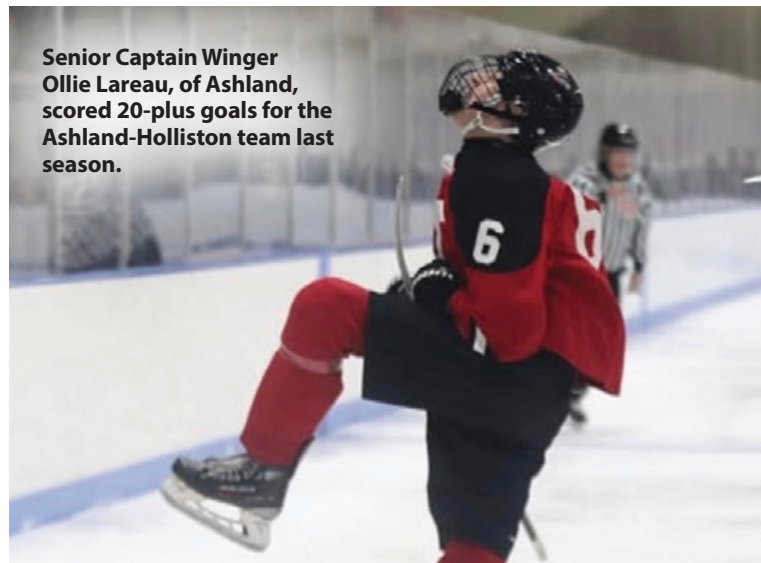 Senior Captain Winger
Ollie Lareau, of Ashland,
scored 20-plus goals for the
Ashland-Holliston team last
season.
6